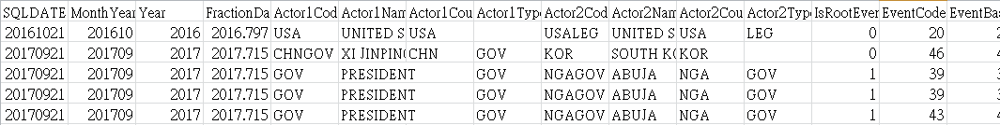 SQLDATE MonthYear Year FractionDa Actor1Cod Actor1Nam Actor1Cou Actor1Type Actor2Cod Actor2Nam Actor2Cou Actor2Type IsRootEver EventCode EventBas
20161021 201610 2016 2016.797 USA UNITED S USA USALEG UNITED S USA LEG 0 20 2
20170921 201709 2017 2017.715 CHNGOV XI JINPIN CHN GOV KOR SOUTH KO KOR 0 46 4
20170921 201709 2017 2017.715 GOV PRESIDENT GOV NGAGOV ABUJA NGA GOV 1 39 3
20170921 201709 2017 2017.715 GOV PRESIDENT GOV NGAGOV ABUJA NGA GOV 1 39 3
20170921 201709 2017 2017.715 GOV PRESIDENT GOV NGAGOV ABUJA NGA GOV 1 43 4